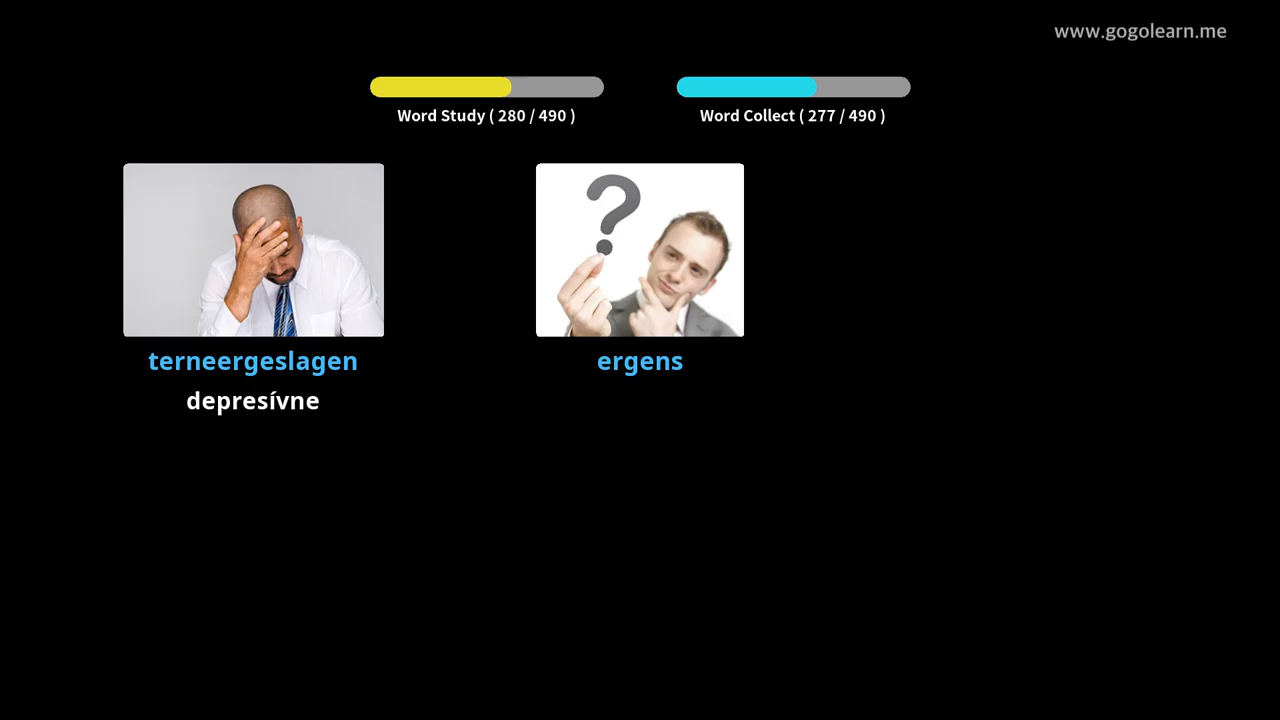 www.gogolearn.me
Word Study ( 280 / 490 )
Word Collect ( 277 / 490 )
?
terneergeslagen
ergens
depresívne